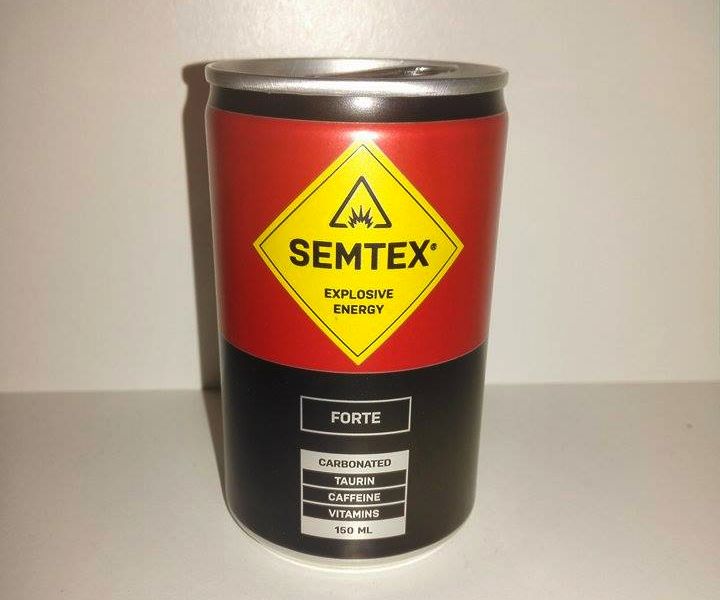 SEMTEX®
EXPLOSIVE
ENERGY
FORTE
CARBONATED
TAURIN
CAFFEINE
VITAMINS
150 ML